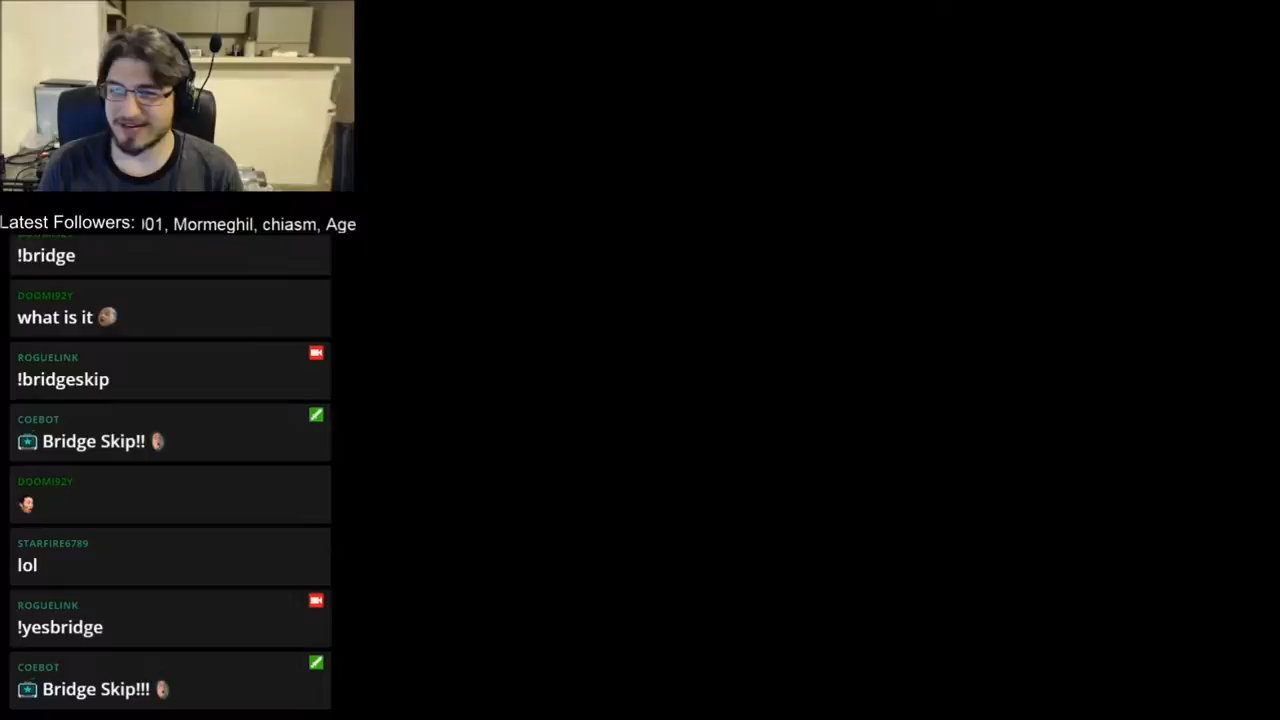 Latest Followers: 01, Mormeghil, chiasm, Age
!bridge
DOOMI92Y
what is it
ROGUELINK
!bridgeskip
COEBOT
Bridge Skip!!
DOOMI92Y
STARFIRE6789
lol
ROGUELINK
!yesbridge
COEBOT
Bridge Skip!!!